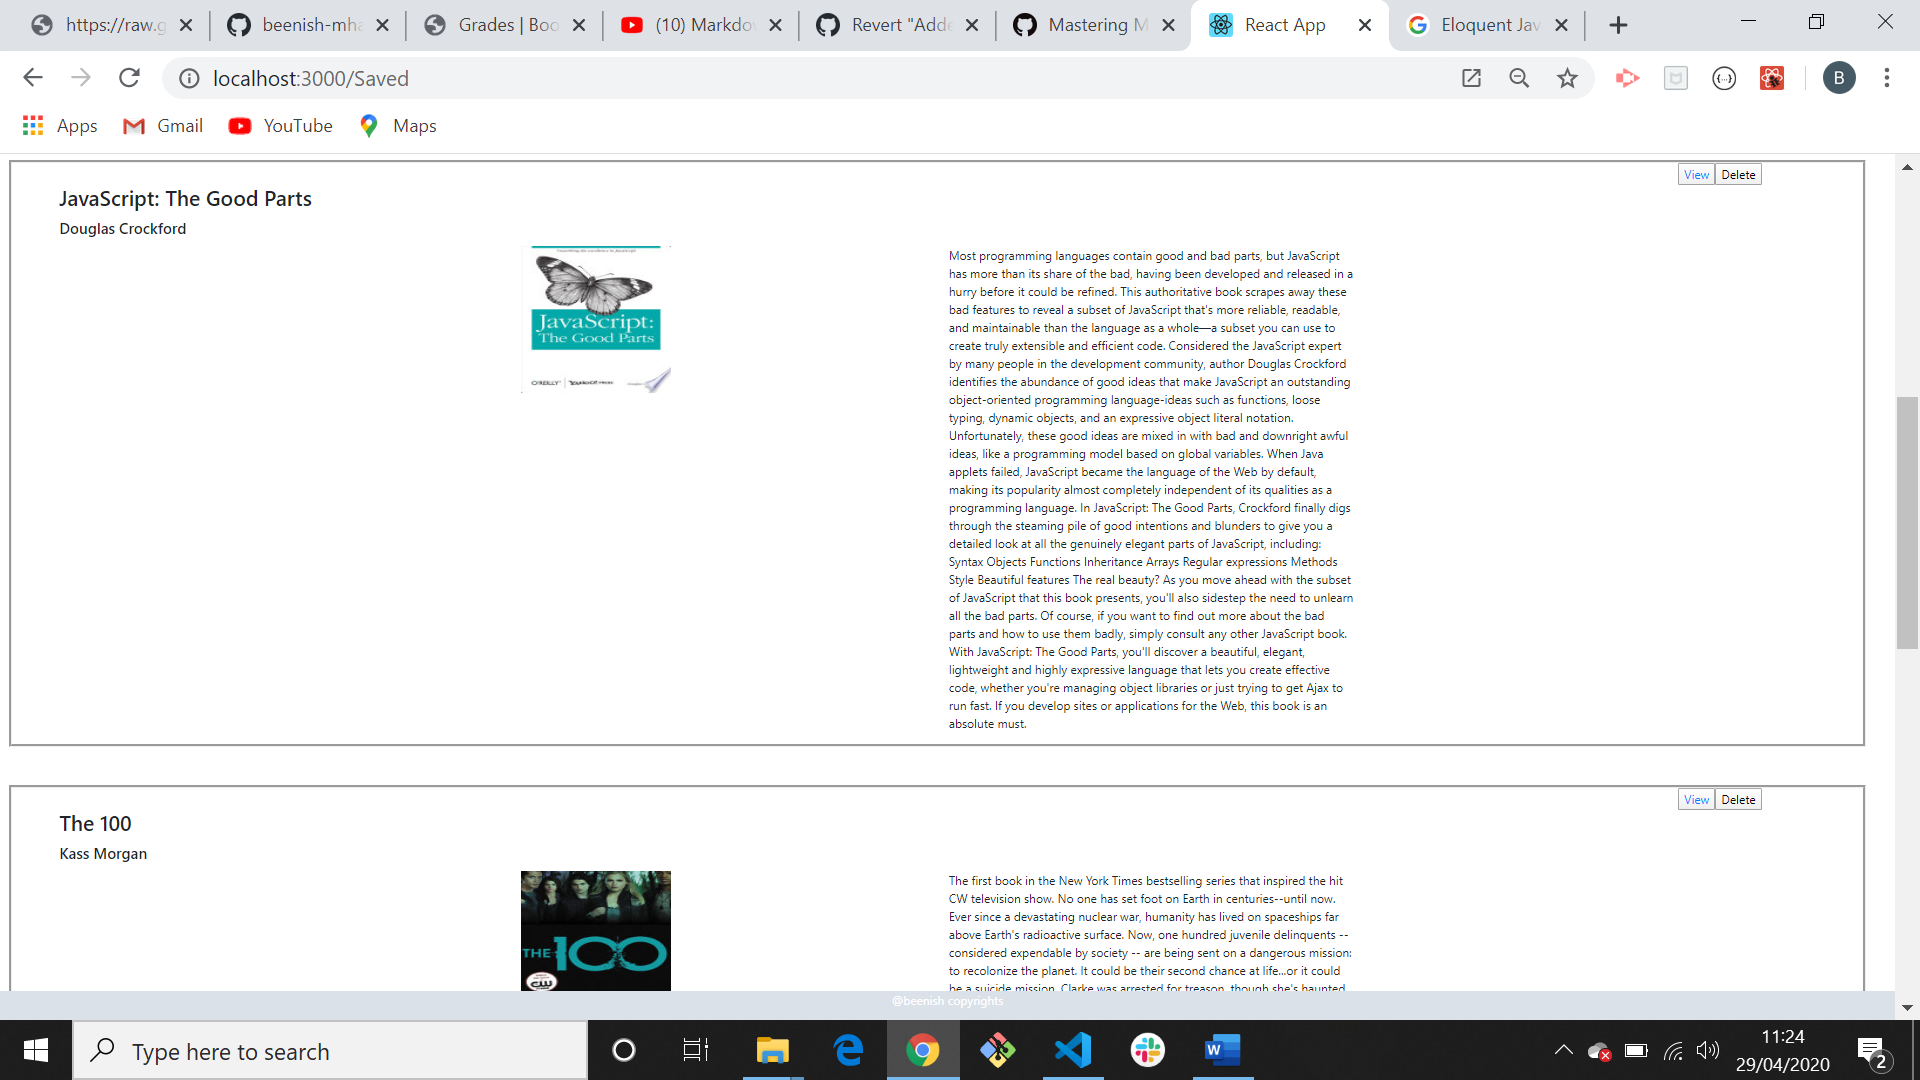 https://raw.g
beenish-mha
Grades | Boo
(10) Markdov
Revert "Adde
Mastering M
React App
Eloquent Jav
localhost:3000/Saved
B
Apps
Gmail
YouTube
Maps
View Delete
JavaScript: The Good Parts
Douglas Crockford
JavaScript:
The Good Parts
O'REILLY
Most programming languages contain good and bad parts, but JavaScript
has more than its share of the bad, having been developed and released in a
hurry before it could be refined. This authoritative book scrapes away these
bad features to reveal a subset of JavaScript that's more reliable, readable,
and maintainable than the language as a whole—a subset you can use to
create truly extensible and efficient code. Considered the JavaScript expert
by many people in the development community, author Douglas Crockford
identifies the abundance of good ideas that make JavaScript an outstanding
object-oriented programming language-ideas such as functions, loose
typing, dynamic objects, and an expressive object literal notation.
Unfortunately, these good ideas are mixed in with bad and downright awful
ideas, like a programming model based on global variables. When Java
applets failed, JavaScript became the language of the Web by default,
making its popularity almost completely independent of its qualities as a
programming language. In JavaScript: The Good Parts, Crockford finally digs
through the steaming pile of good intentions and blunders to give you a
detailed look at all the genuinely elegant parts of JavaScript, including:
Syntax Objects Functions Inheritance Arrays Regular expressions Methods
Style Beautiful features The real beauty? As you move ahead with the subset
of JavaScript that this book presents, you'll also sidestep the need to unlearn
all the bad parts. Of course, if you want to find out more about the bad
parts and how to use them badly, simply consult any other JavaScript book.
With JavaScript: The Good Parts, you'll discover a beautiful, elegant,
lightweight and highly expressive language that lets you create effective
code, whether you're managing object libraries or just trying to get Ajax to
run fast. If you develop sites or applications for the Web, this book is an
absolute must.
View Delete
The 100
Kass Morgan
THE 100
CW
The first book in the New York Times bestselling series that inspired the hit
CW television show. No one has set foot on Earth in centuries--until now.
Ever since a devastating nuclear war, humanity has lived on spaceships far
above Earth's radioactive surface. Now, one hundred juvenile delinquents --
considered expendable by society -- are being sent on a dangerous mission:
to recolonize the planet. It could be their second chance at life...or it could
be a suicide mission. Clarke was arrested for treason, though she's haunted
@beenish copyrights
Type here to search
11:24
29/04/2020
2